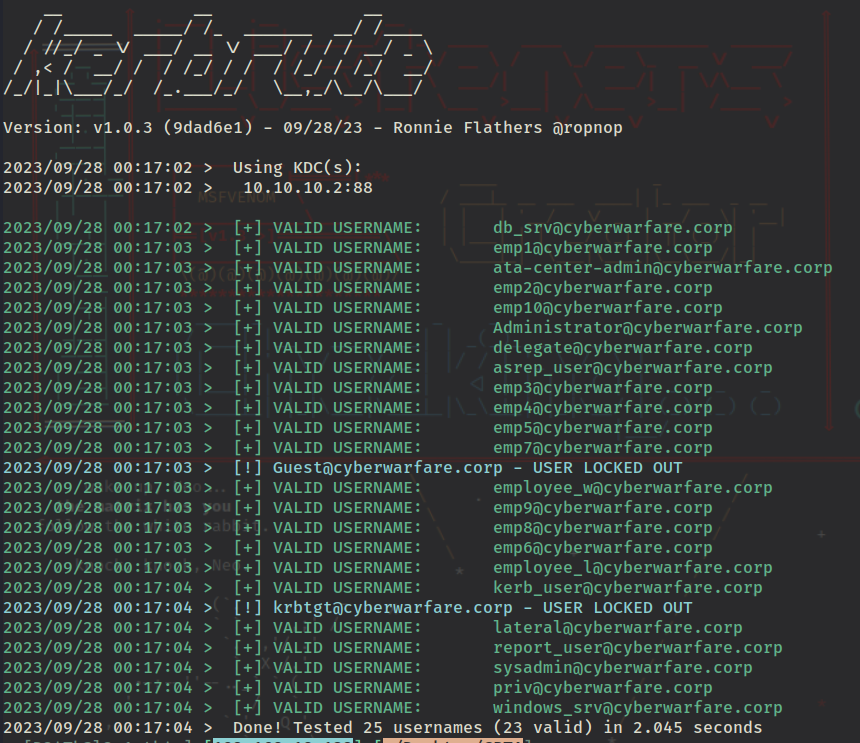 Version: v1.0.3 (9dad6e1) - 09/28/23 - Ronnie Flathers @ropnop
2023/09/28 00:17:02 >  Using KDC(s):
2023/09/28 00:17:02 >   10.10.10.2:88
MSFVENOM
2023/09/28 00:17:02 >  [+] VALID USERNAME:       db_srv@cyberwarfare.corp
2023/09/28 00:17:03 >  [+] VALID USERNAME:       emp1@cyberwarfare.corp
2023/09/28 00:17:03 >  [+] VALID USERNAME:       ata-center-admin@cyberwarfare.corp
2023/09/28 00:17:03 >  [+] VALID USERNAME:       emp2@cyberwarfare.corp
2023/09/28 00:17:03 >  [+] VALID USERNAME:       emp10@cyberwarfare.corp
2023/09/28 00:17:03 >  [+] VALID USERNAME:       Administrator@cyberwarfare.corp
2023/09/28 00:17:03 >  [+] VALID USERNAME:       delegate@cyberwarfare.corp
2023/09/28 00:17:03 >  [+] VALID USERNAME:       asrep_user@cyberwarfare.corp
2023/09/28 00:17:03 >  [+] VALID USERNAME:       emp3@cyberwarfare.corp
2023/09/28 00:17:03 >  [+] VALID USERNAME:       emp4@cyberwarfare.corp
2023/09/28 00:17:03 >  [+] VALID USERNAME:       emp5@cyberwarfare.corp
2023/09/28 00:17:03 >  [+] VALID USERNAME:       emp7@cyberwarfare.corp
2023/09/28 00:17:03 >  [!] Guest@cyberwarfare.corp - USER LOCKED OUT
2023/09/28 00:17:03 >  [+] VALID USERNAME:       employee_w@cyberwarfare.corp
2023/09/28 00:17:03 >  [+] VALID USERNAME:       emp9@cyberwarfare.corp
2023/09/28 00:17:03 >  [+] VALID USERNAME:       emp8@cyberwarfare.corp
2023/09/28 00:17:03 >  [+] VALID USERNAME:       emp6@cyberwarfare.corp
2023/09/28 00:17:03 >  [+] VALID USERNAME:       employee_l@cyberwarfare.corp
2023/09/28 00:17:04 >  [+] VALID USERNAME:       kerb_user@cyberwarfare.corp
2023/09/28 00:17:04 >  [!] krbtgt@cyberwarfare.corp - USER LOCKED OUT
2023/09/28 00:17:04 >  [+] VALID USERNAME:       lateral@cyberwarfare.corp
2023/09/28 00:17:04 >  [+] VALID USERNAME:       report_user@cyberwarfare.corp
2023/09/28 00:17:04 >  [+] VALID USERNAME:       sysadmin@cyberwarfare.corp
2023/09/28 00:17:04 >  [+] VALID USERNAME:       priv@cyberwarfare.corp
2023/09/28 00:17:04 >  [+] VALID USERNAME:       windows_srv@cyberwarfare.corp
2023/09/28 00:17:04 >  Done! Tested 25 usernames (23 valid) in 2.045 seconds